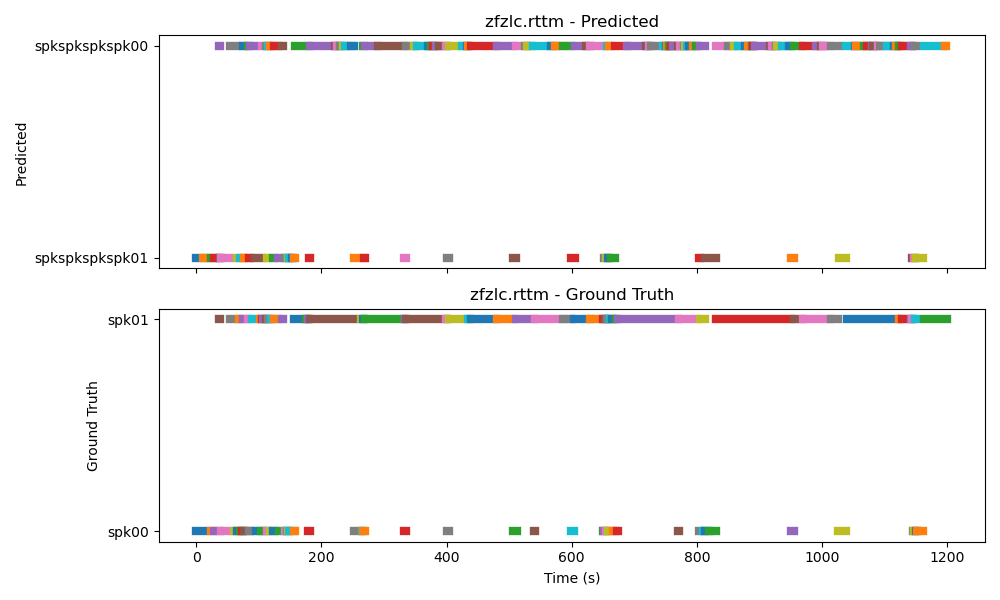 zfzlc.rttm - Predicted
spkspkspkspk00
Predicted
spkspkspkspk01
zfzlc.rttm - Ground Truth
spk01
Ground Truth
spk00
0 200 400 600 800 1000 1200
Time (s)